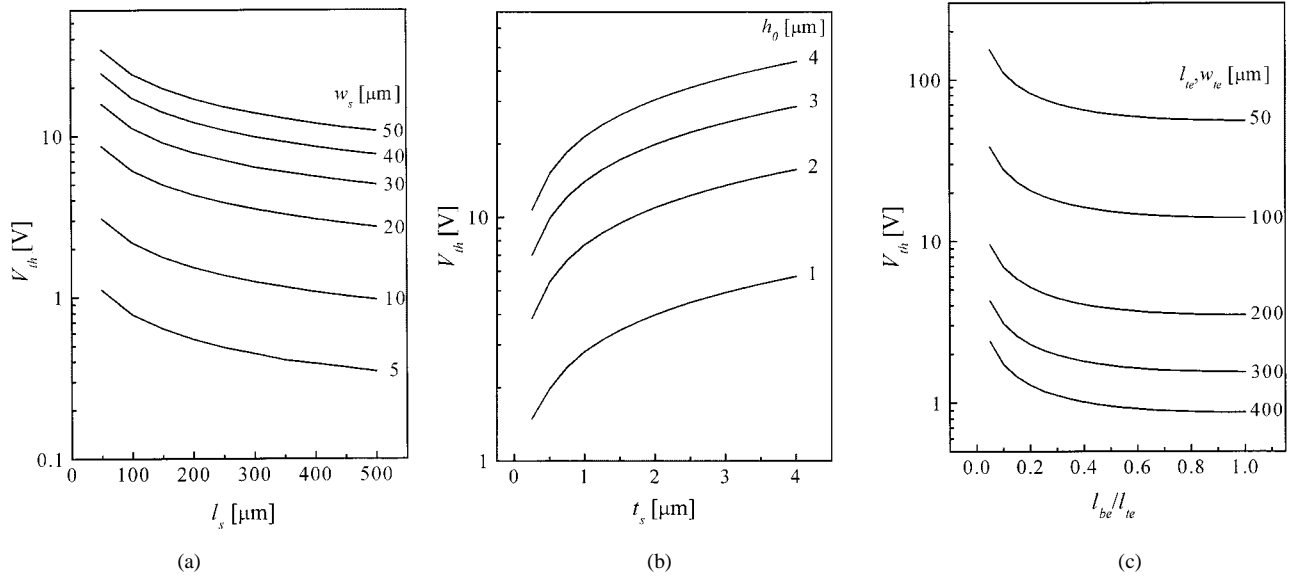 10
1
0.1
V_th [V]
w_s [μm]
50
40
30
20
10
5
0 100 200 300 400 500
l_s [μm]
(a)
10
1
V_th [V]
h_0 [μm]
4
3
2
1
0 1 2 3 4
t_s [μm]
(b)
100
10
1
V_th [V]
l_te, w_te [μm]
50
100
200
300
400
0.0 0.2 0.4 0.6 0.8 1.0
l_be/l_te
(c)